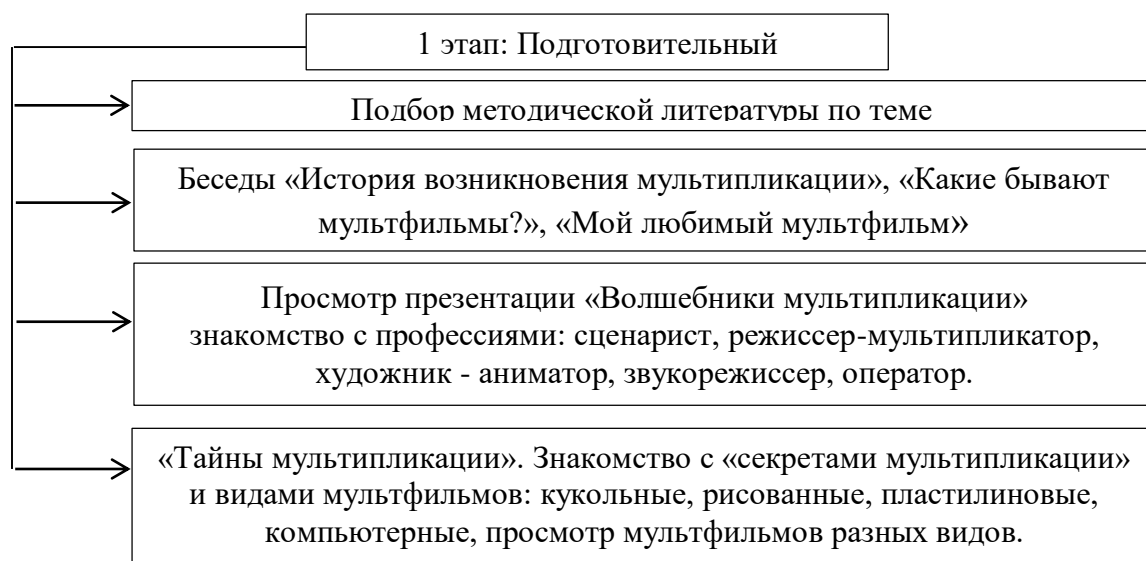 1 этап: Подготовительный
Подбор методической литературы по теме
Беседы «История возникновения мультипликации», «Какие бывают
мультфильмы?», «Мой любимый мультфильм»
Просмотр презентации «Волшебники мультипликации»
знакомство с профессиями: сценарист, режиссер-мультипликатор,
художник - аниматор, звукорежиссер, оператор.
«Тайны мультипликации». Знакомство с «секретами мультипликации»
и видами мультфильмов: кукольные, рисованные, пластилиновые,
компьютерные, просмотр мультфильмов разных видов.